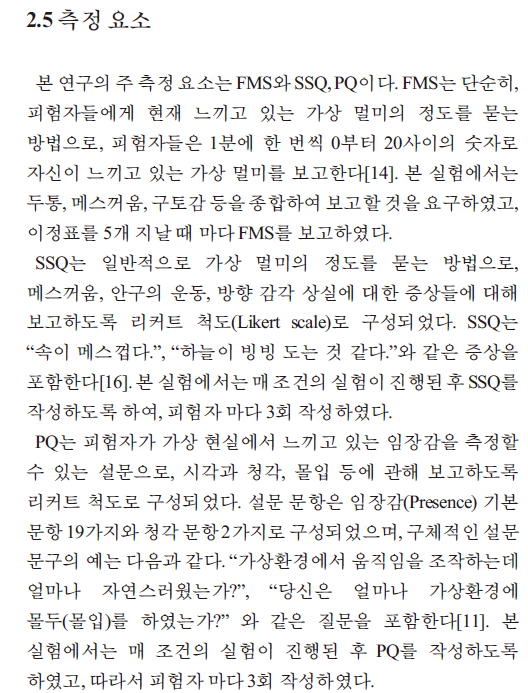 2.5 측정 요소
본 연구의 주 측정 요소는 FMS와 SSQ, PQ이다. FMS는 단순히,
피험자들에게 현재 느끼고 있는 가상 멀미의 정도를 묻는
방법으로, 피험자들은 1분에 한 번씩 0부터 20사이의 숫자로
자신이 느끼고 있는 가상 멀미를 보고한다[14]. 본 실험에서는
두통, 메스꺼움, 구토감 등을 종합하여 보고할 것을 요구하였고,
이정표를 5개 지날 때 마다 FMS를 보고하였다.
SSQ는 일반적으로 가상 멀미의 정도를 묻는 방법으로,
메스꺼움, 안구의 운동, 방향 감각 상실에 대한 증상들에 대해
보고하도록 리커트 척도(Likert scale)로 구성되었다. SSQ는
“속이 메스껍다.”, “하늘이 빙빙 도는 것 같다.”와 같은 증상을
포함한다[16]. 본 실험에서는 매 조건의 실험이 진행된 후 SSQ를
작성하도록 하여, 피험자 마다 3회 작성하였다.
PQ는 피험자가 가상 현실에서 느끼고 있는 임장감을 측정할
수 있는 설문으로, 시각과 청각, 몰입 등에 관해 보고하도록
리커트 척도로 구성되었다. 설문 문항은 임장감(Presence) 기본
문항 19가지와 청각 문항 2가지로 구성되었으며, 구체적인 설문
문구의 예는 다음과 같다. “가상환경에서 움직임을 조작하는데
얼마나 자연스러웠는가?”, “당신은 얼마나 가상환경에
몰두(몰입)를 하였는가?” 와 같은 질문을 포함한다[11]. 본
실험에서는 매 조건의 실험이 진행된 후 PQ를 작성하도록
하였고, 따라서 피험자 마다 3회 작성하였다.